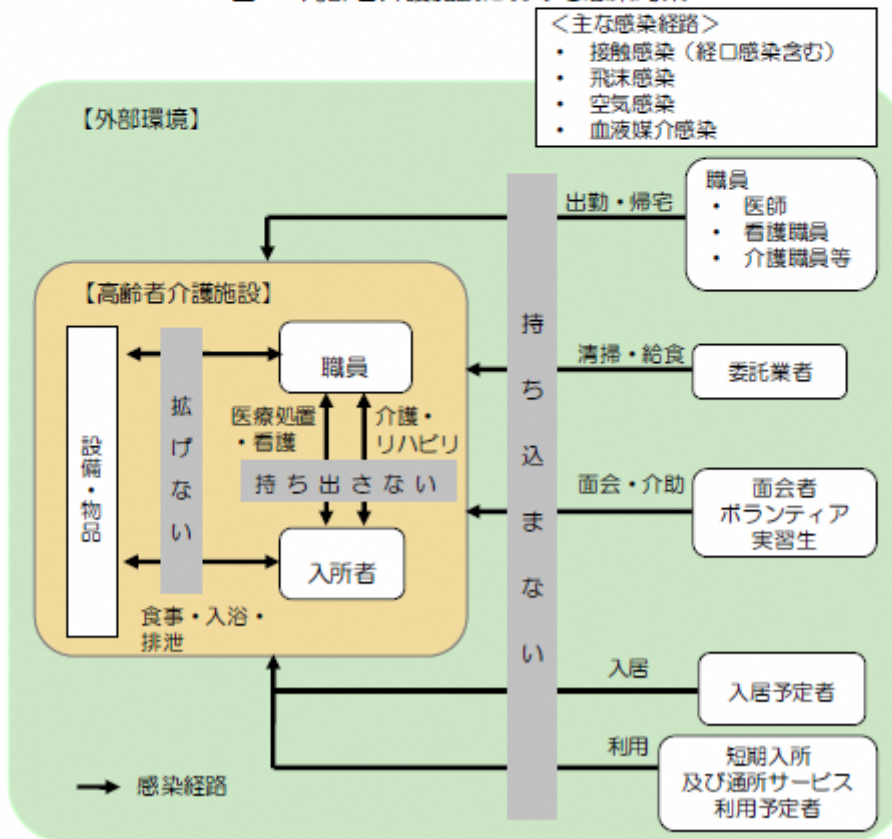 ＜主な感染経路＞
・ 接触感染（経口感染含む）
・ 飛沫感染
・ 空気感染
・ 血液媒介感染
【外部環境】
職員
・ 医師
・ 看護職員
・ 介護職員等
出勤・帰宅
【高齢者介護施設】
持ち込まない
職員
清掃・給食
委託業者
拡げない
医療処置
・看護
介護・
リハビリ
設備・物品
持ち出さない
面会・介助
面会者
ボランティア
実習生
入所者
食事・入浴・
排泄
入居
入居予定者
利用
短期入所
及び通所サービス
利用予定者
感染経路